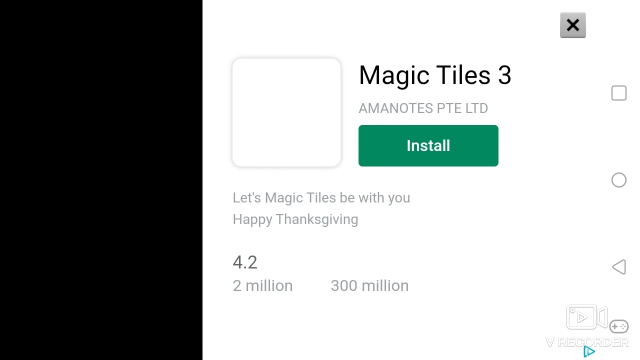 Magic Tiles 3
AMANOTES PTE LTD
Install
Let's Magic Tiles be with you
Happy Thanksgiving
4.2
2 million 300 million
V RECORDER